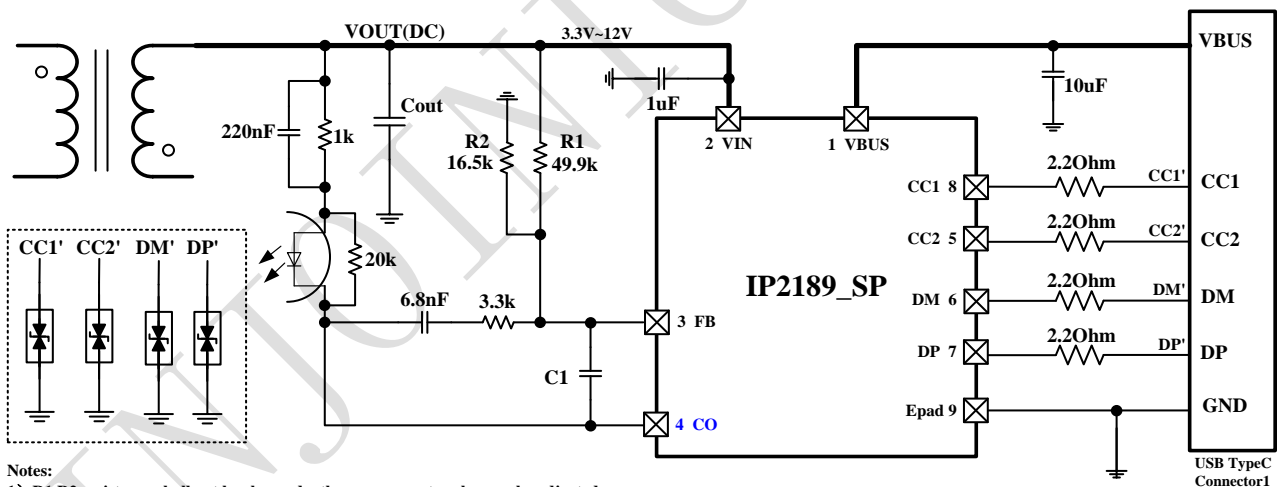 VOUT(DC)
3.3V~12V
VBUS
Cout
1uF
10uF
220nF
1k
R2
16.5k
R1
49.9k
2 VIN
1 VBUS
CC1 8
2.2Ohm
CC1'
CC1
CC2 5
2.2Ohm
CC2'
CC2
CC1' CC2' DM' DP'
20k
IP2189_SP
DM 6
2.2Ohm
DM'
DM
6.8nF
3.3k
3 FB
DP 7
2.2Ohm
DP'
DP
C1
4 CO
Epad 9
GND
Notes:
USB TypeC
Connector1